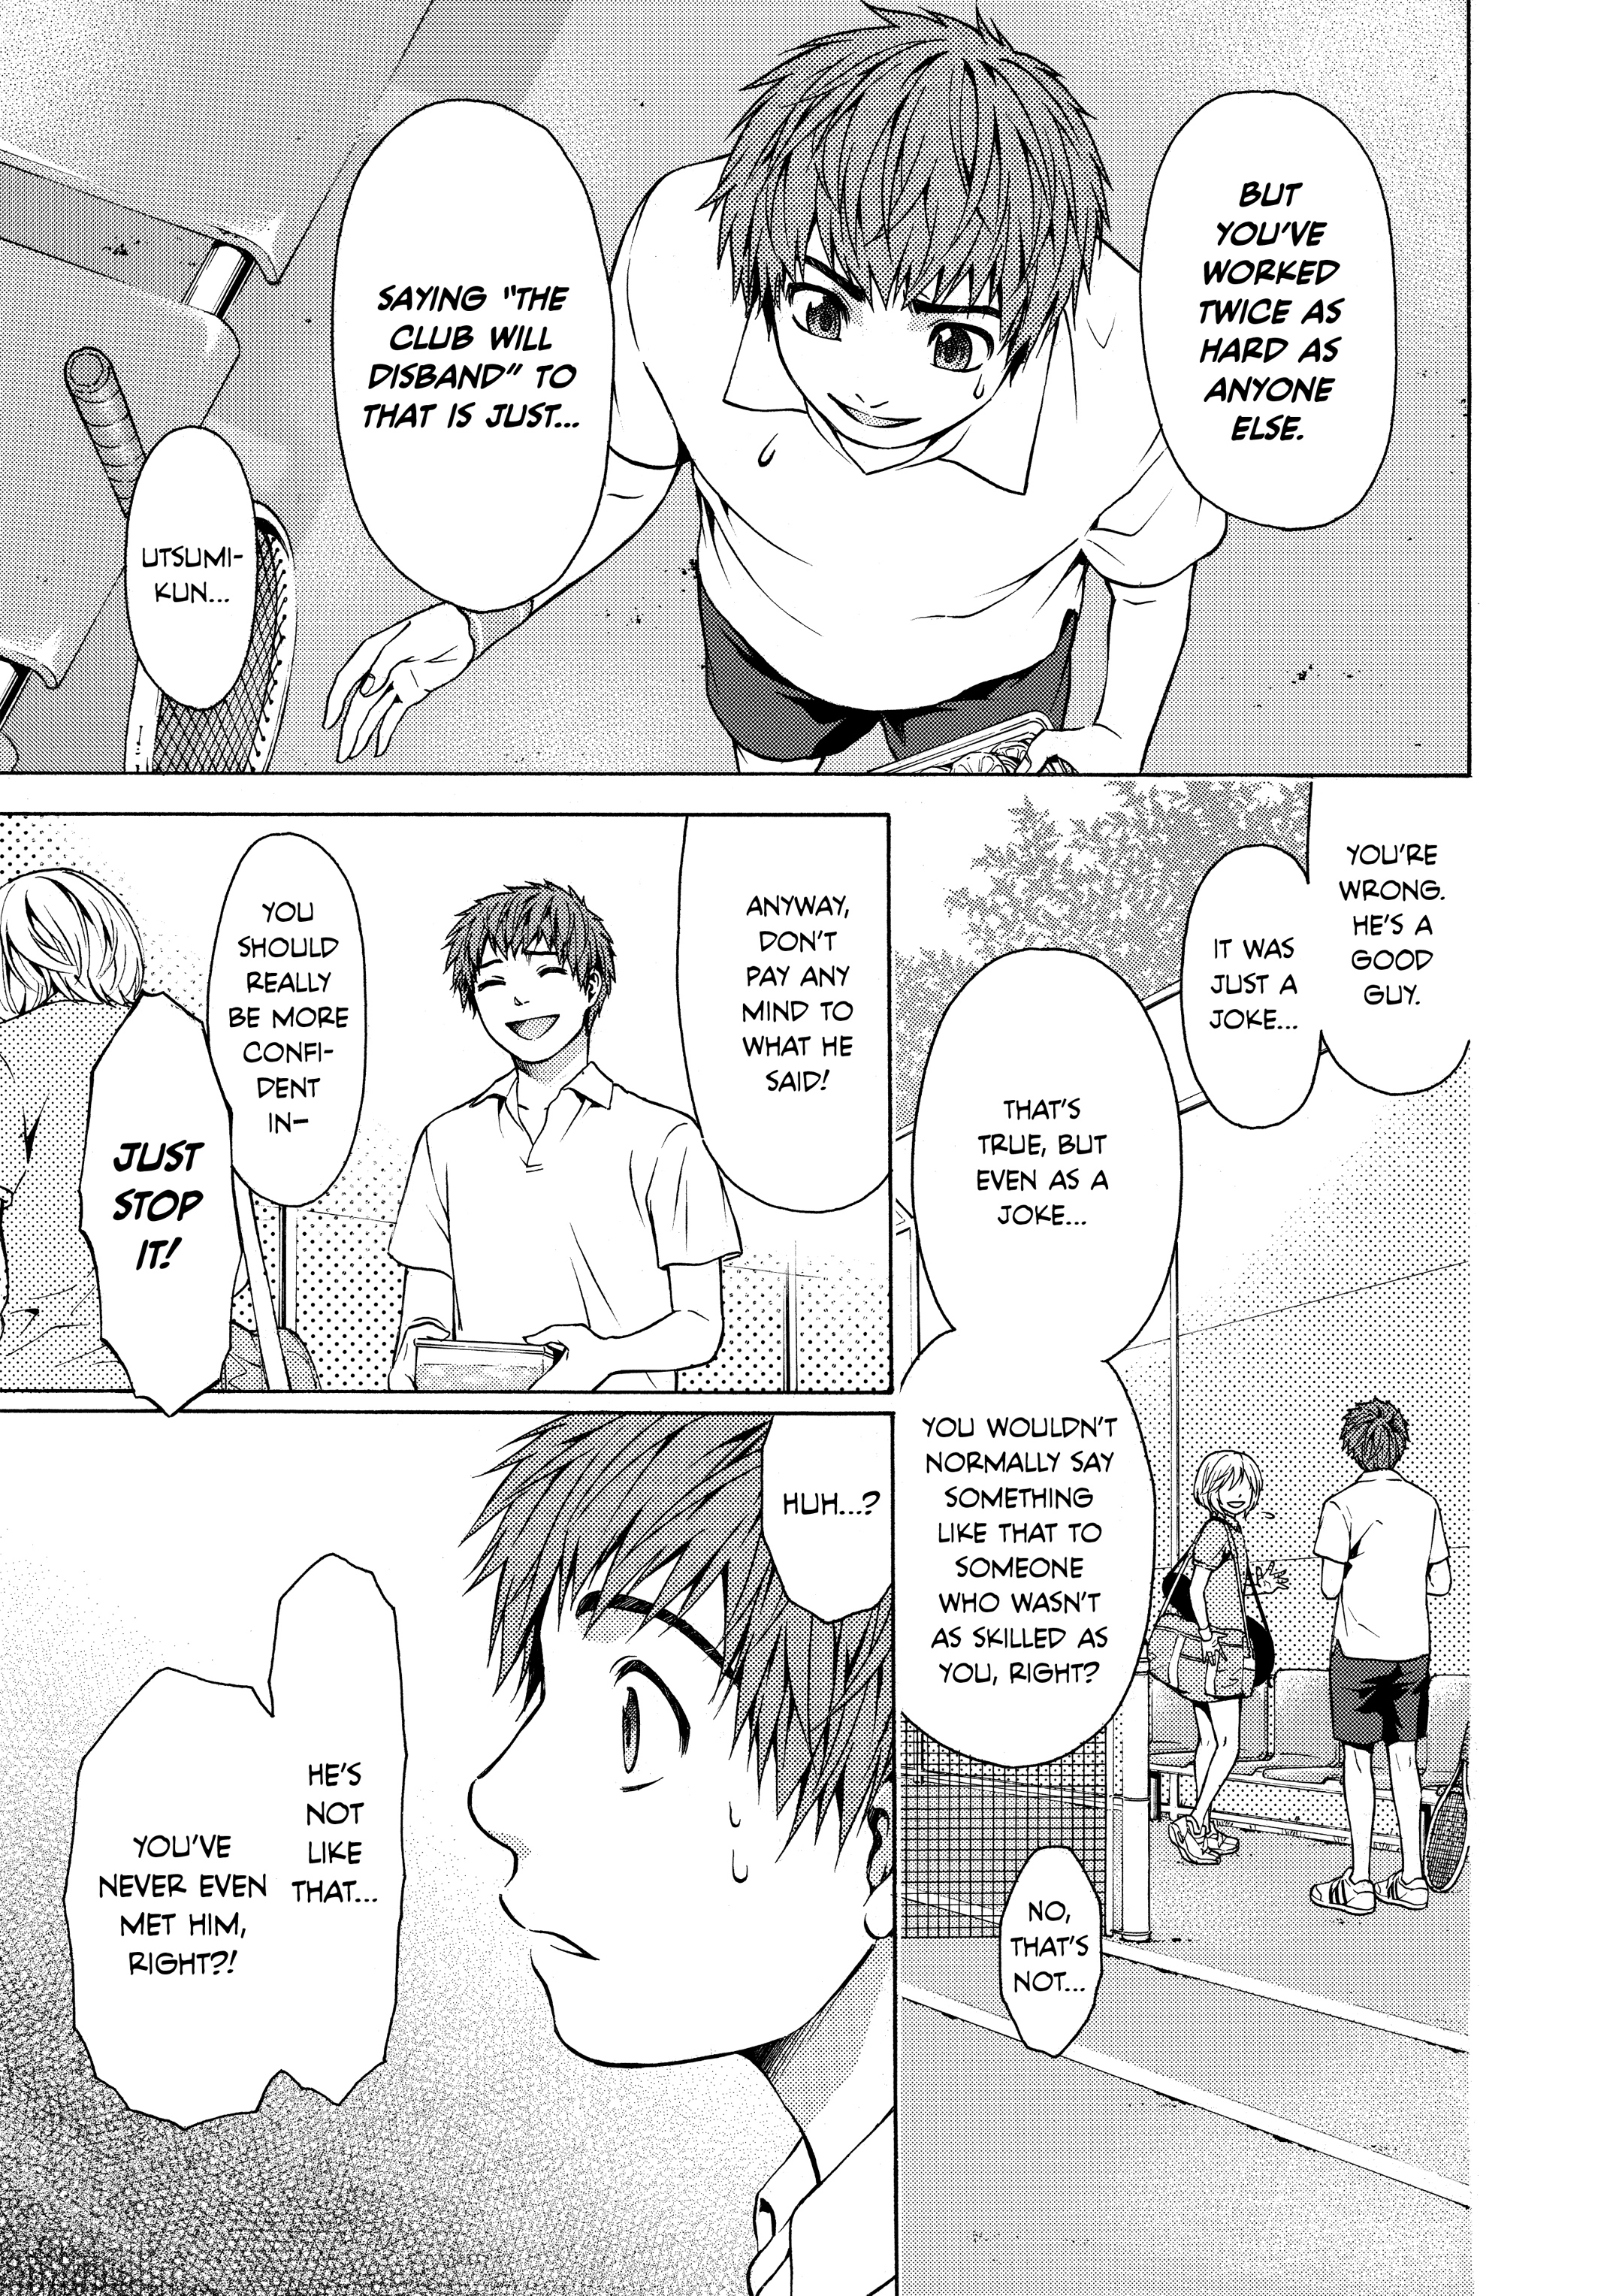 BUT
YOU'VE
WORKED
TWICE AS
HARD AS
ANYONE
ELSE.
SAYING "THE
CLUB WILL
DISBAND" TO
THAT IS JUST...
UTSUMI-
KUN...
YOU'RE
WRONG.
HE'S A
GOOD
GUY.
IT WAS
JUST A
JOKE...
THAT'S
TRUE, BUT
EVEN AS A
JOKE...
YOU WOULDN'T
NORMALLY SAY
SOMETHING
LIKE THAT TO
SOMEONE
WHO WASN'T
AS SKILLED AS
YOU, RIGHT?
NO,
THAT'S
NOT...
ANYWAY,
DON'T
PAY ANY
MIND TO
WHAT HE
SAID!
YOU
SHOULD
REALLY
BE MORE
CONFI-
DENT
IN-
JUST
STOP
IT!
HUH...?
HE'S
NOT
LIKE
THAT...
YOU'VE
NEVER EVEN
MET HIM,
RIGHT?!